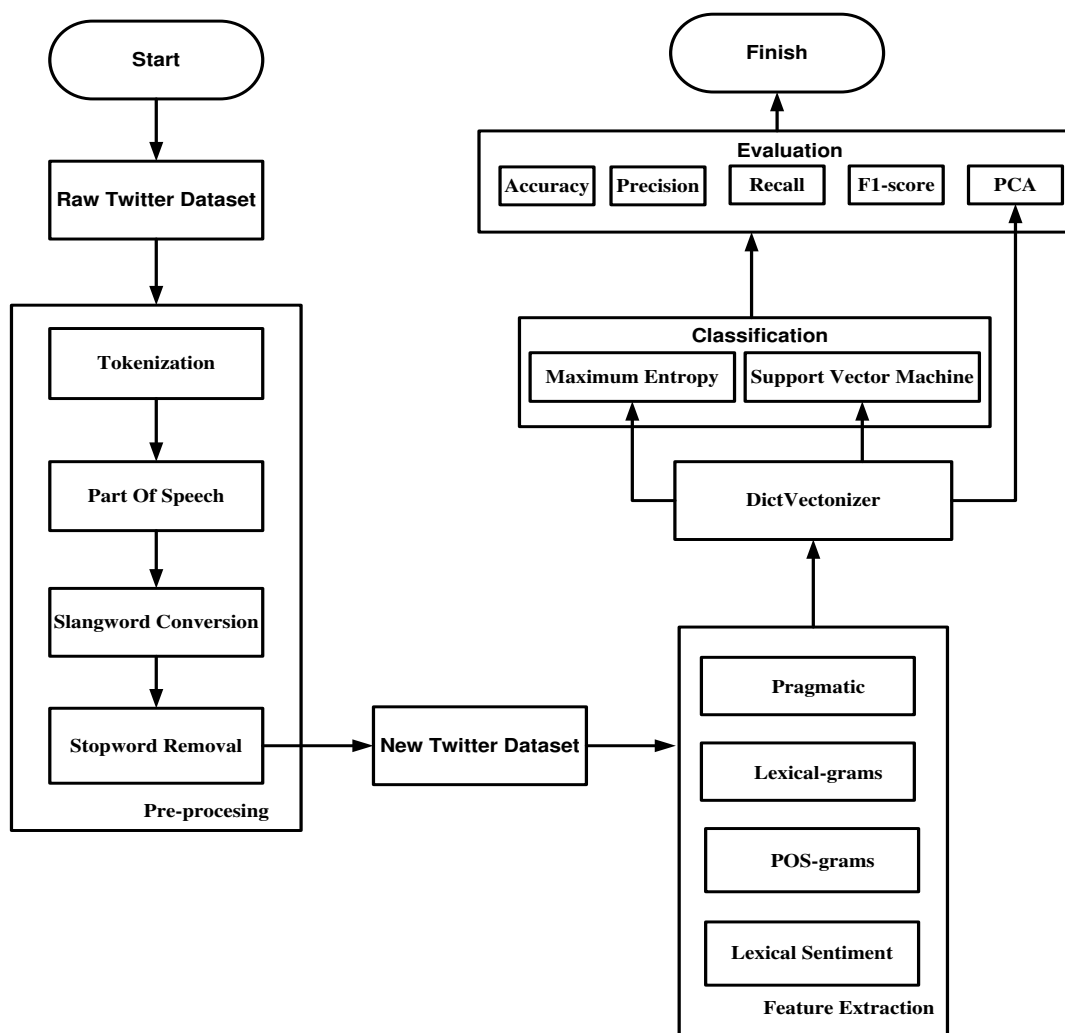 Start
Raw Twitter Dataset
Tokenization
Part Of Speech
Slangword Conversion
Stopword Removal
Pre-procesing
New Twitter Dataset
Pragmatic
Lexical-grams
POS-grams
Lexical Sentiment
Feature Extraction
DictVectonizer
Classification
Maximum Entropy
Support Vector Machine
Evaluation
Accuracy
Precision
Recall
F1-score
PCA
Finish